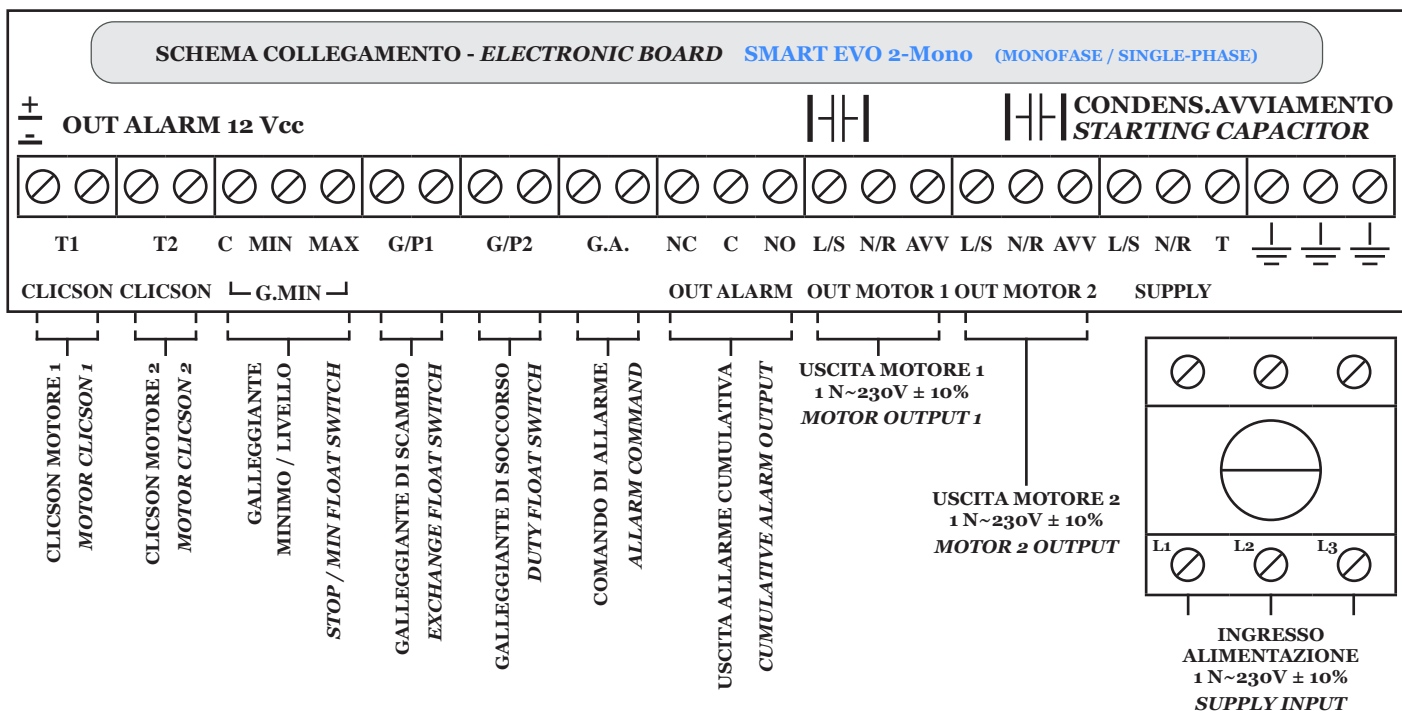 SCHEMA COLLEGAMENTO - ELECTRONIC BOARD SMART EVO 2-Mono (MONOFASE / SINGLE-PHASE)
+
-
OUT ALARM 12 Vcc
CONDENS.AVVIAMENTO
STARTING CAPACITOR
T1 T2 C MIN MAX G/P1 G/P2 G.A. NC C NO L/S N/R AVV L/S N/R AVV L/S N/R T
CLICSON CLICSON G.MIN OUT ALARM OUT MOTOR 1 OUT MOTOR 2 SUPPLY
CLICSON MOTORE 1
MOTOR CLICSON 1
CLICSON MOTORE 2
MOTOR CLICSON 2
GALLEGGIANTE
MINIMO / LIVELLO
STOP / MIN FLOAT SWITCH
GALLEGGIANTE DI SCAMBIO
EXCHANGE FLOAT SWITCH
GALLEGGIANTE DI SOCCORSO
DUTY FLOAT SWITCH
COMANDO DI ALLARME
ALLARM COMMAND
USCITA ALLARME CUMULATIVA
CUMULATIVE ALARM OUTPUT
USCITA MOTORE 1
1 N~230V ± 10%
MOTOR OUTPUT 1
USCITA MOTORE 2
1 N~230V ± 10%
MOTOR 2 OUTPUT
L1 L2 L3
INGRESSO
ALIMENTAZIONE
1 N~230V ± 10%
SUPPLY INPUT